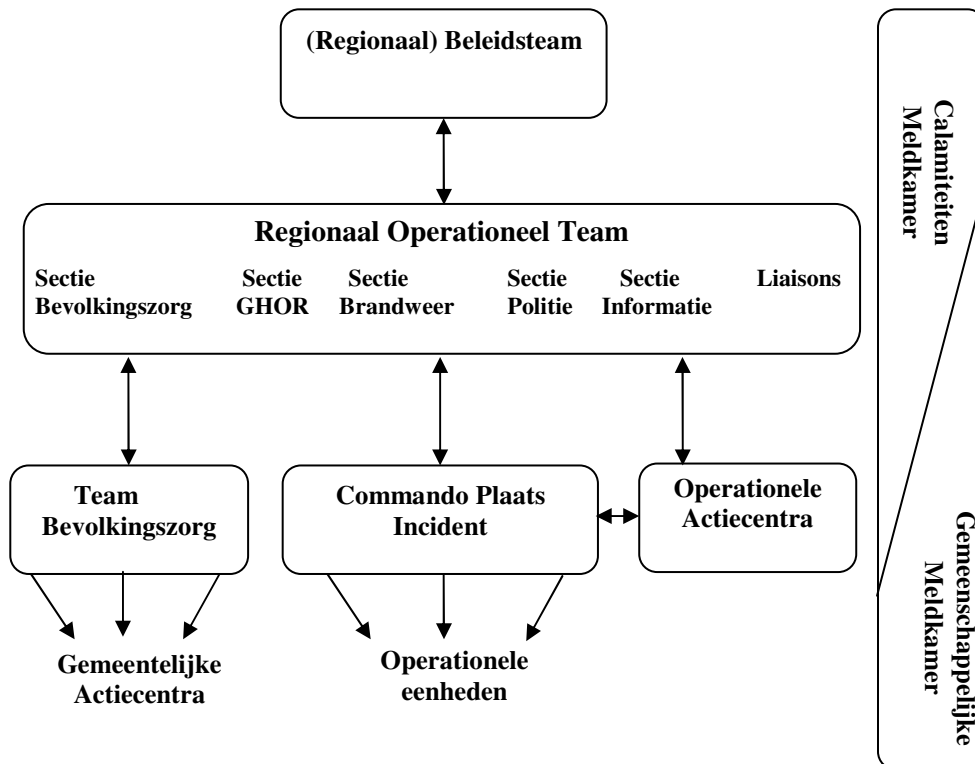 (Regionaal) Beleidsteam
Regionaal Operationeel Team
Sectie Sectie Sectie Sectie Sectie Liaisons
Bevolkingszorg GHOR Brandweer Politie Informatie
Team
Bevolkingszorg
Commando Plaats
Incident
Operationele
Actiecentra
Gemeentelijke
Actiecentra
Operationele
eenheden
Calamiteiten
Meldkamer
Gemeenschappelijke
Meldkamer